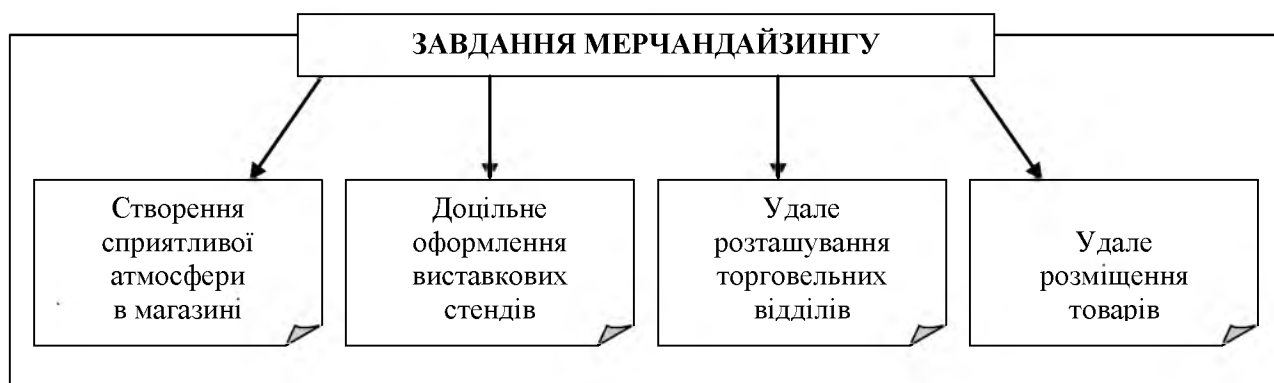 ЗАВДАННЯ МЕРЧАНДАЙЗИНГУ
Створення
сприятливої
атмосфери
в магазині
Доцільне
оформлення
виставкових
стендів
Удале
розташування
торговельних
відділів
Удале
розміщення
товарів